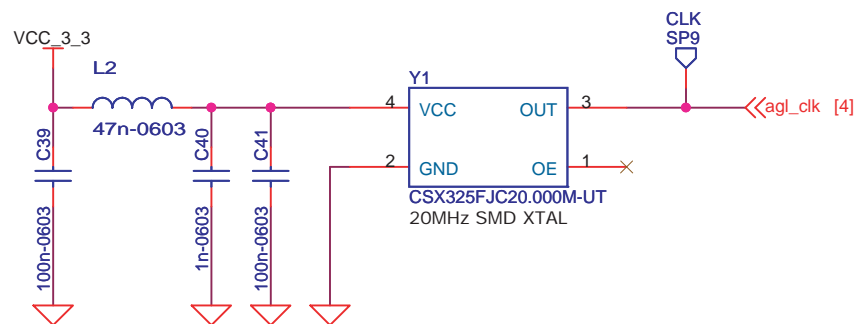 CLK
SP9
VCC_3_3
L2
47n-0603
Y1
4 VCC OUT 3
agl_clk [4]
2 GND OE 1
CSX325FJC20.000M-UT
20MHz SMD XTAL
C39
100n-0603
C40
1n-0603
C41
100n-0603